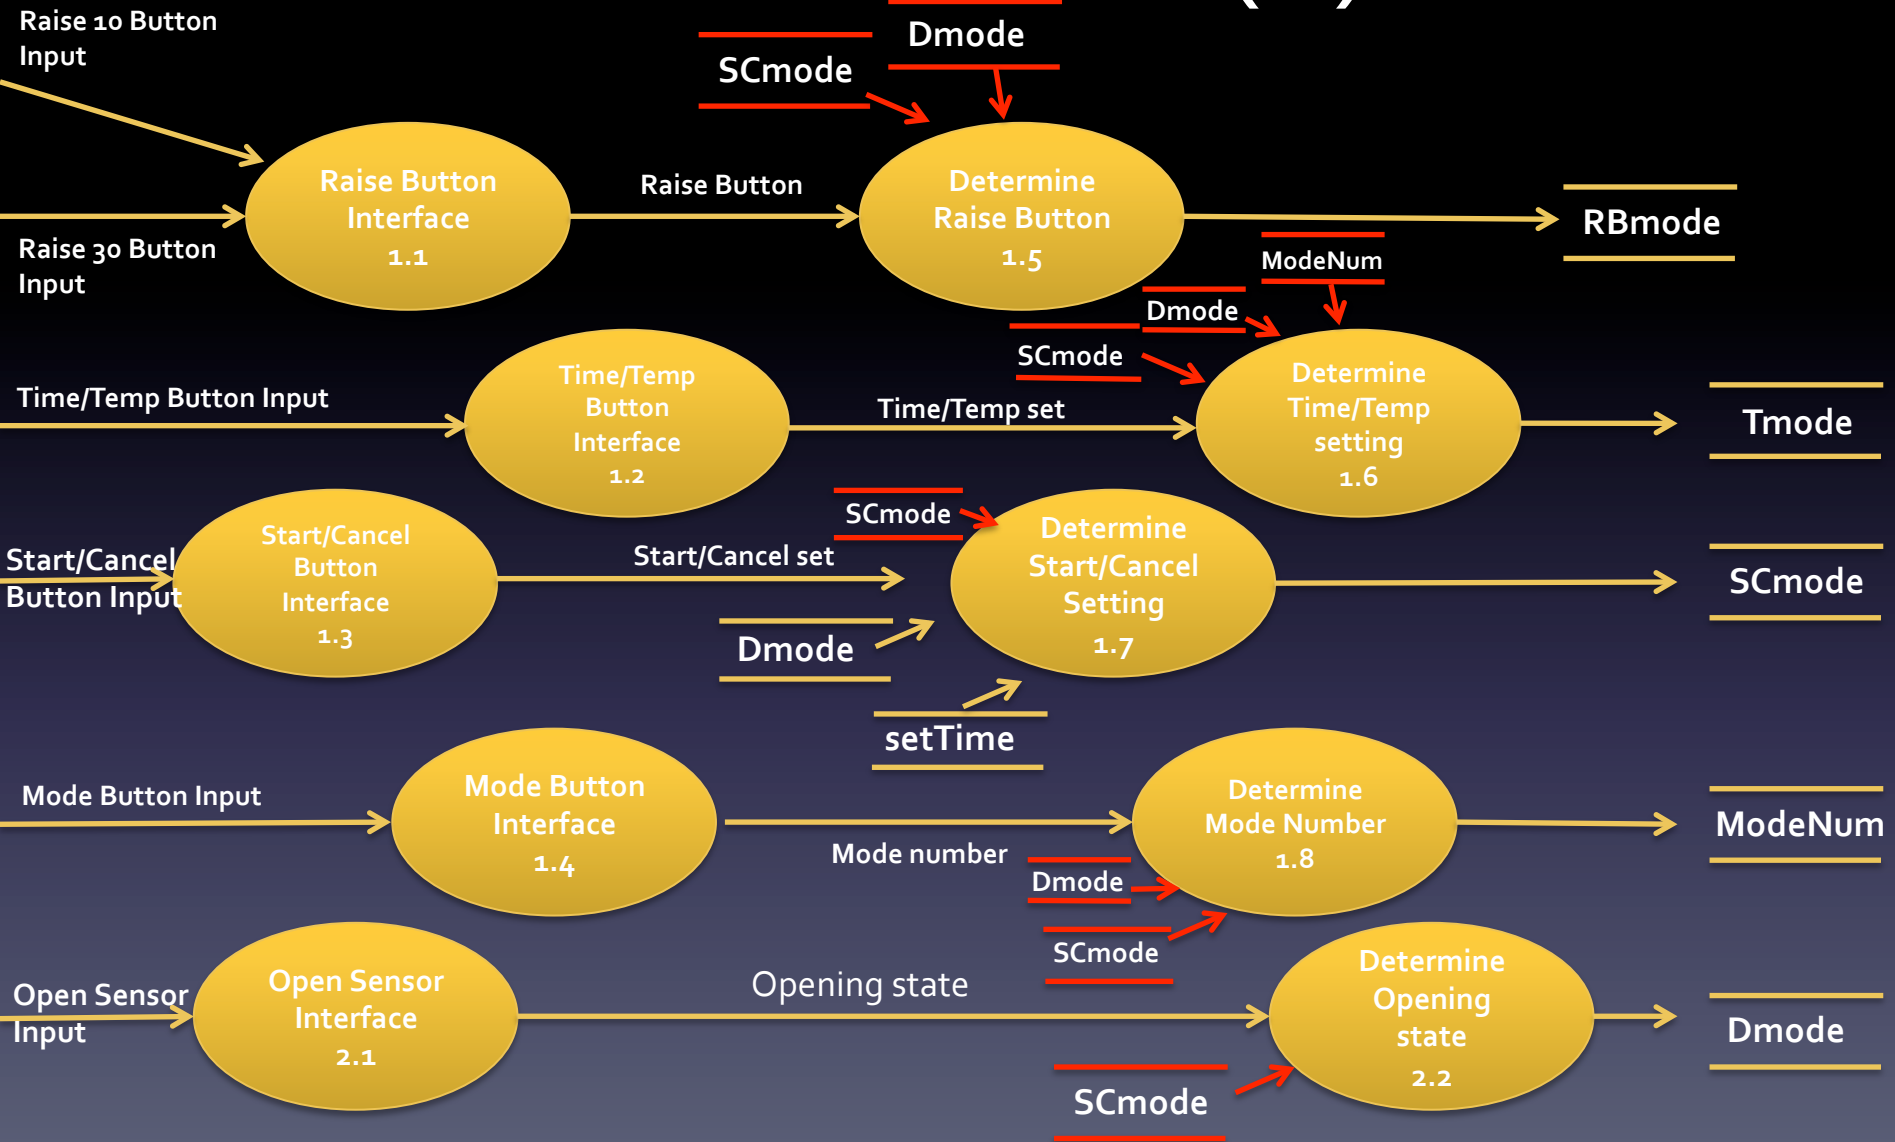 Raise 10 Button
Input
Dmode
SCmode
Raise Button
Interface
1.1
Raise Button
Determine
Raise Button
1.5
RBmode
Raise 30 Button
Input
ModeNum
Dmode
SCmode
Time/Temp Button Input
Time/Temp
Button
Interface
1.2
Time/Temp set
Determine
Time/Temp
setting
1.6
Tmode
SCmode
Start/Cancel
Button Input
Start/Cancel
Button
Interface
1.3
Start/Cancel set
Determine
Start/Cancel
Setting
1.7
SCmode
Dmode
setTime
Mode Button Input
Mode Button
Interface
1.4
Mode number
Determine
Mode Number
1.8
ModeNum
Dmode
SCmode
Open Sensor
Input
Open Sensor
Interface
2.1
Opening state
Determine
Opening
state
2.2
Dmode
SCmode